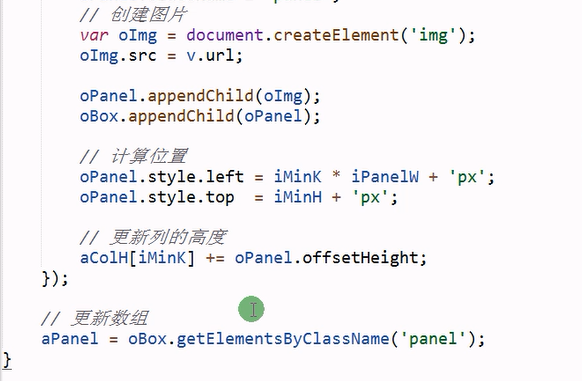 // 创建图片
var oImg = document.createElement('img');
oImg.src = v.url;
oPanel.appendChild(oImg);
oBox.appendChild(oPanel);
// 计算位置
oPanel.style.left = iMinK * iPanelW + 'px';
oPanel.style.top  = iMinH + 'px';
// 更新列的高度
aColH[iMinK] += oPanel.offsetHeight;
});
// 更新数组
aPanel = oBox.getElementsByClassName('panel');
}